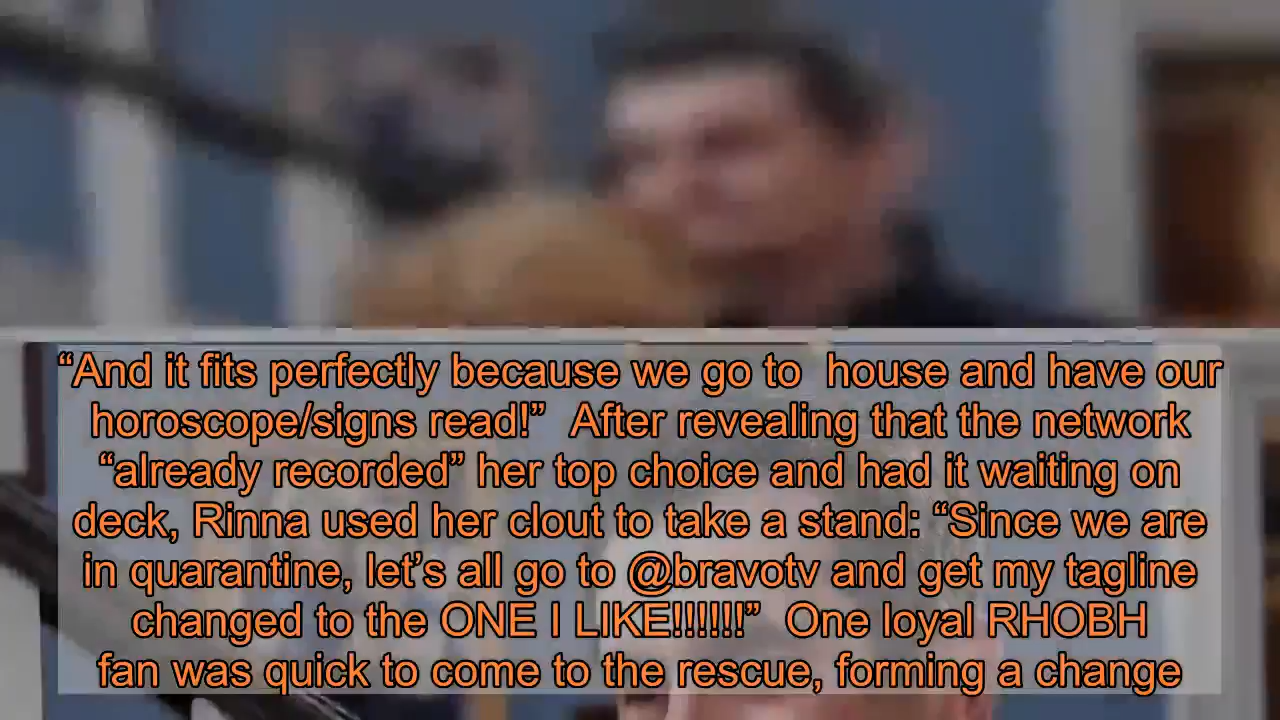 “And it fits perfectly because we go to  house and have our
horoscope/signs read!”  After revealing that the network
“already recorded” her top choice and had it waiting on
deck, Rinna used her clout to take a stand: “Since we are
in quarantine, let’s all go to @bravotv and get my tagline
changed to the ONE I LIKE!!!!!!”  One loyal RHOBH
fan was quick to come to the rescue, forming a change